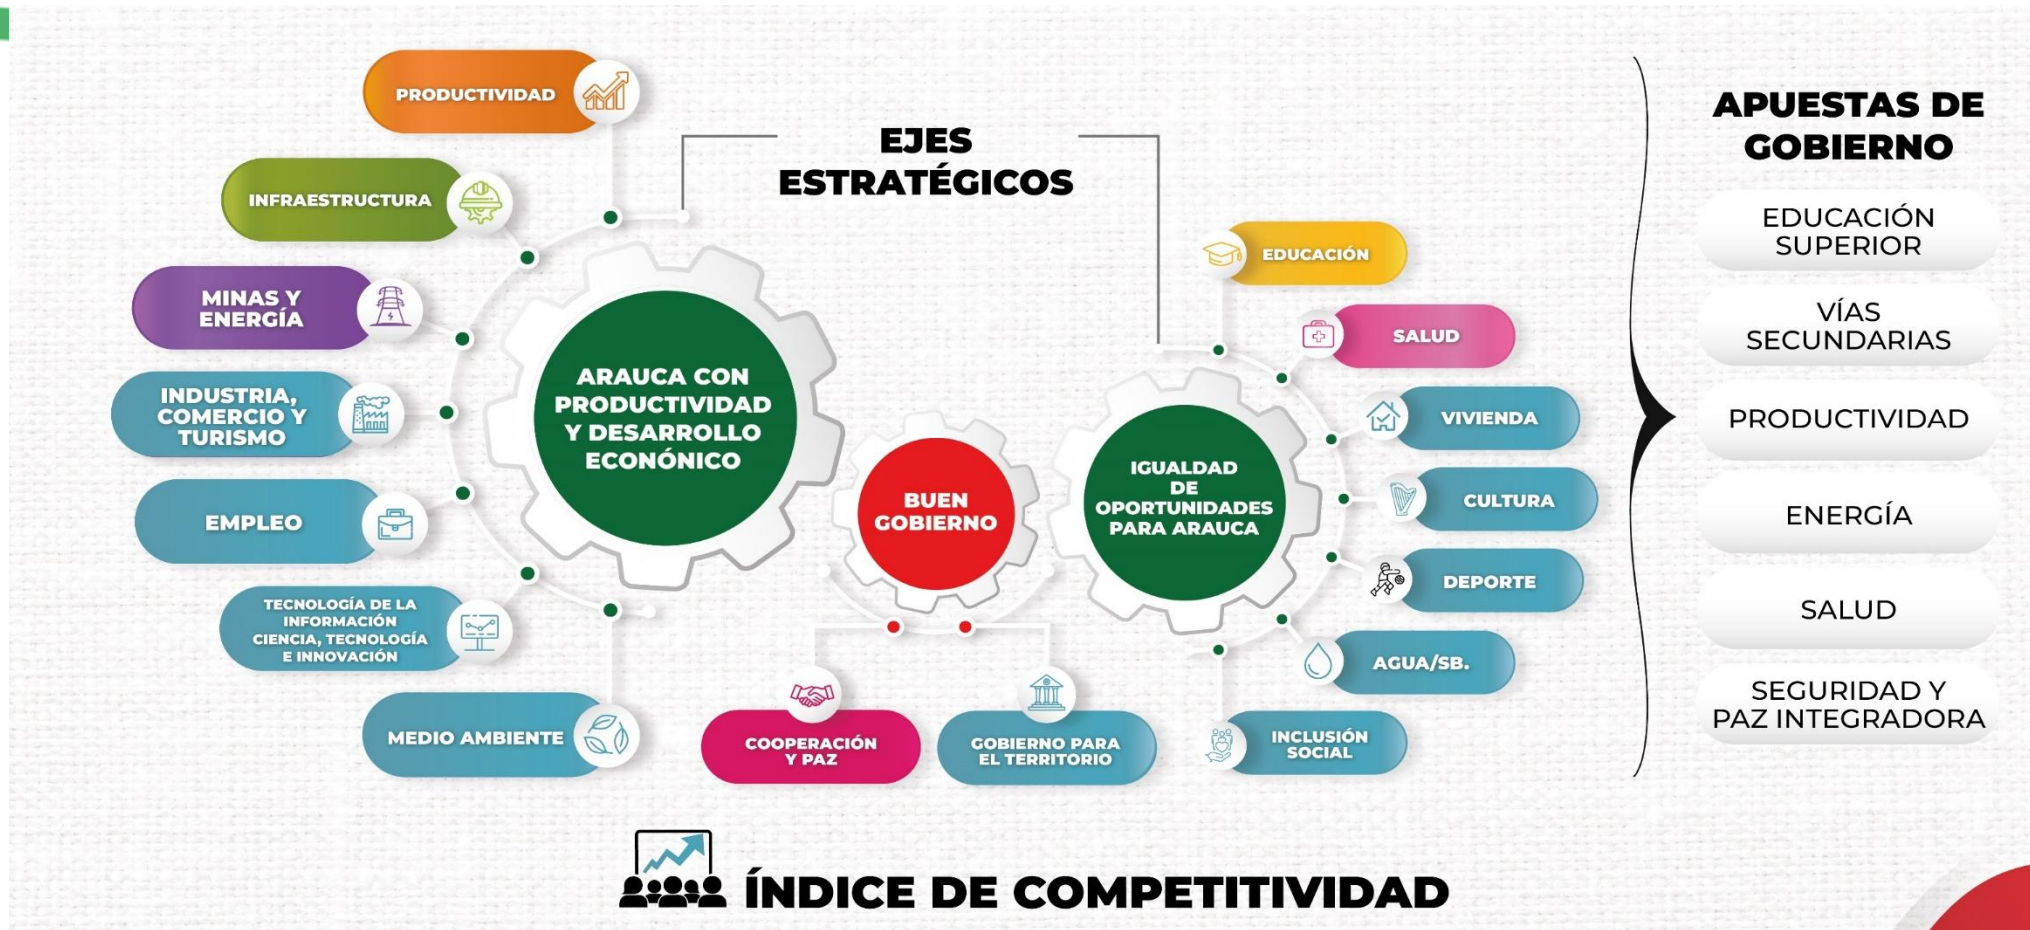 PRODUCTIVIDAD
INFRAESTRUCTURA
MINAS Y
ENERGÍA
INDUSTRIA,
COMERCIO Y
TURISMO
EMPLEO
TECNOLOGÍA DE LA
INFORMACIÓN
CIENCIA, TECNOLOGÍA
E INNOVACIÓN
MEDIO AMBIENTE
EJES
ESTRATÉGICOS
ARAUCA CON
PRODUCTIVIDAD
Y DESARROLLO
ECONÓNICO
BUEN
GOBIERNO
COOPERACIÓN
Y PAZ
GOBIERNO PARA
EL TERRITORIO
IGUALDAD
DE
OPORTUNIDADES
PARA ARAUCA
EDUCACIÓN
SALUD
VIVIENDA
CULTURA
DEPORTE
AGUA/SB.
INCLUSIÓN
SOCIAL
APUESTAS DE
GOBIERNO
EDUCACIÓN
SUPERIOR
VÍAS
SECUNDARIAS
PRODUCTIVIDAD
ENERGÍA
SALUD
SEGURIDAD Y
PAZ INTEGRADORA
ÍNDICE DE COMPETITIVIDAD